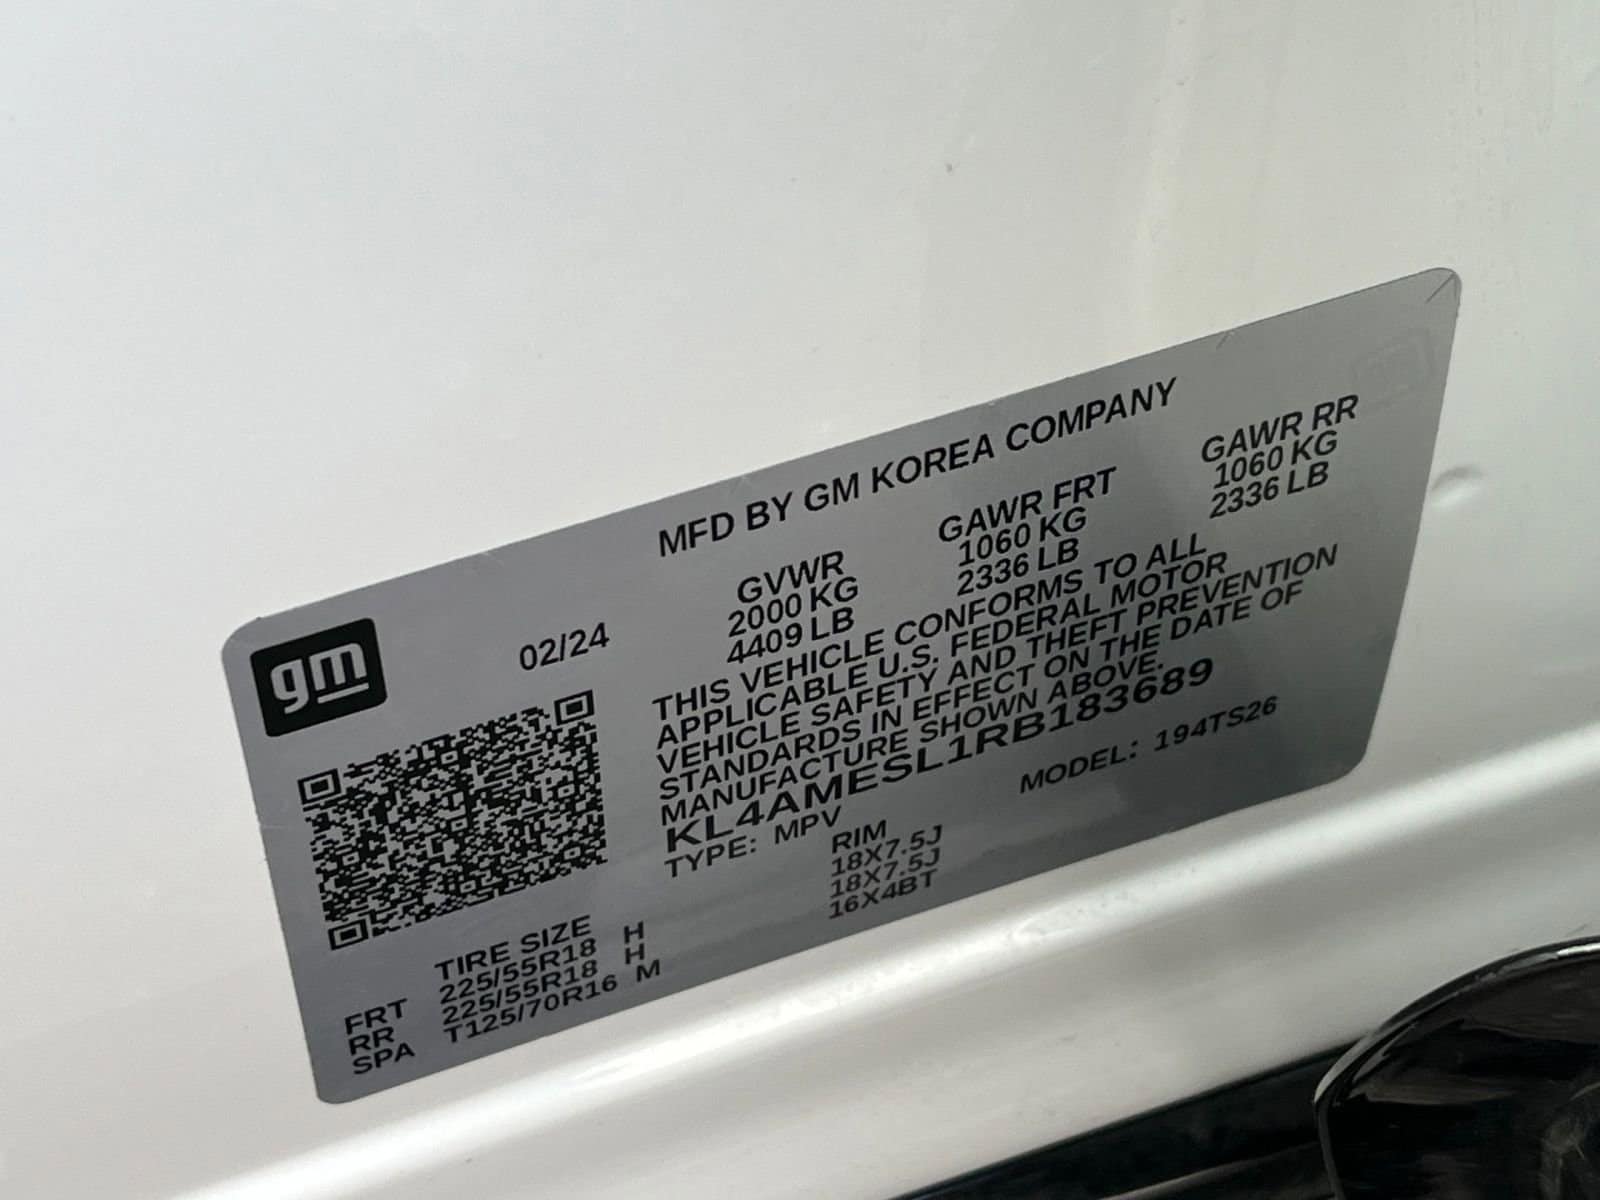 MFD BY GM KOREA COMPANY
gm
02/24
GVWR GAWR FRT GAWR RR
2000 KG 1060 KG 1060 KG
4409 LB 2336 LB 2336 LB
THIS VEHICLE CONFORMS TO ALL
APPLICABLE U.S. FEDERAL MOTOR
VEHICLE SAFETY AND THEFT PREVENTION
STANDARDS IN EFFECT ON THE DATE OF
MANUFACTURE SHOWN ABOVE.
KL4AMESL1RB183689
TYPE: MPV MODEL: 194TS26
TIRE SIZE RIM
FRT 225/55R18 H 18X7.5J
RR 225/55R18 H 18X7.5J
SPA T125/70R16 M 16X4BT